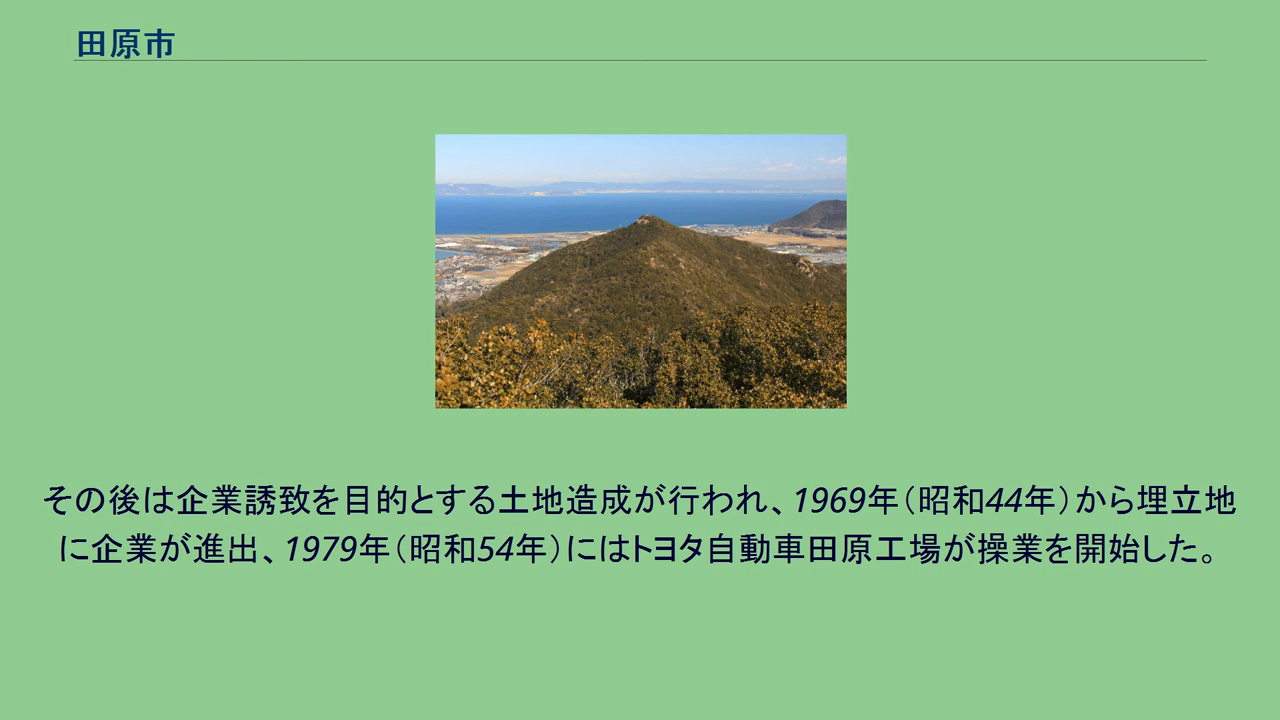 田原市
その後は企業誘致を目的とする土地造成が行われ、1969年（昭和44年）から埋立地
に企業が進出、1979年（昭和54年）にはトヨタ自動車田原工場が操業を開始した。